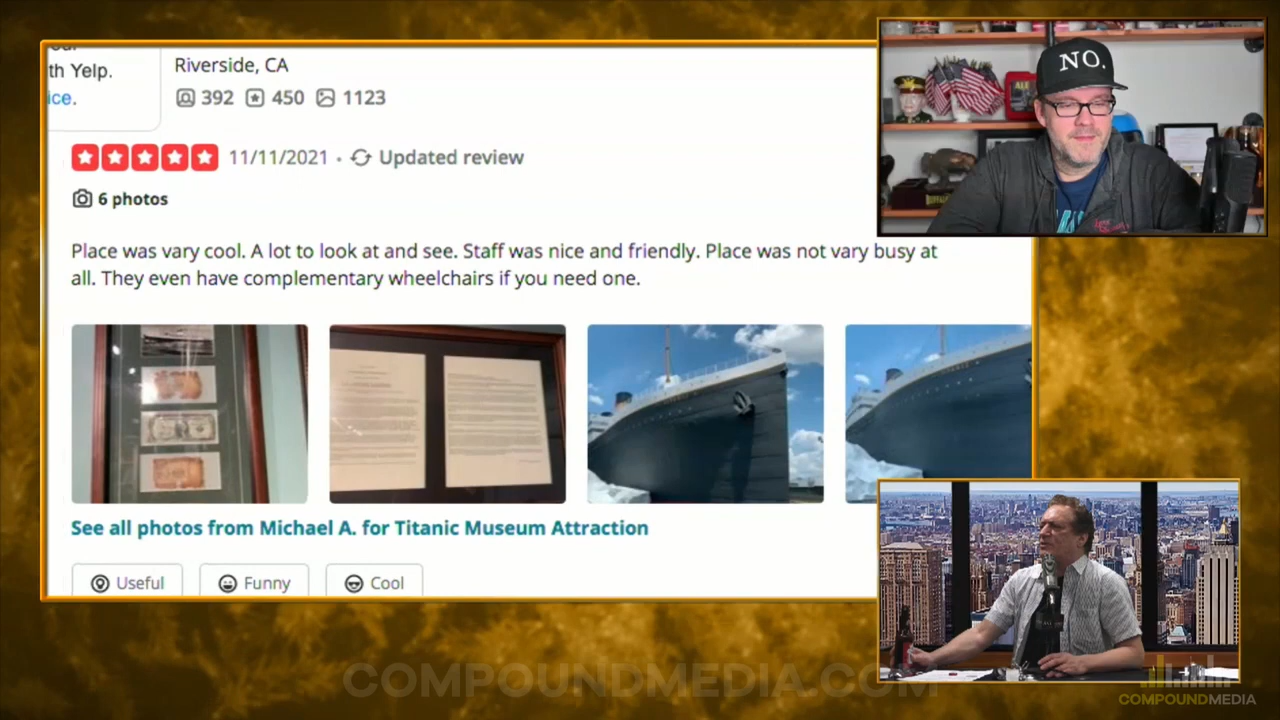 th Yelp.
ice.
Riverside, CA
392 450 1123
11/11/2021 · Updated review
6 photos
Place was vary cool. A lot to look at and see. Staff was nice and friendly. Place was not vary busy at
all. They even have complementary wheelchairs if you need one.
See all photos from Michael A. for Titanic Museum Attraction
Useful Funny Cool
NO.
COMPOUNDMEDIA.COM
COMPOUNDMEDIA